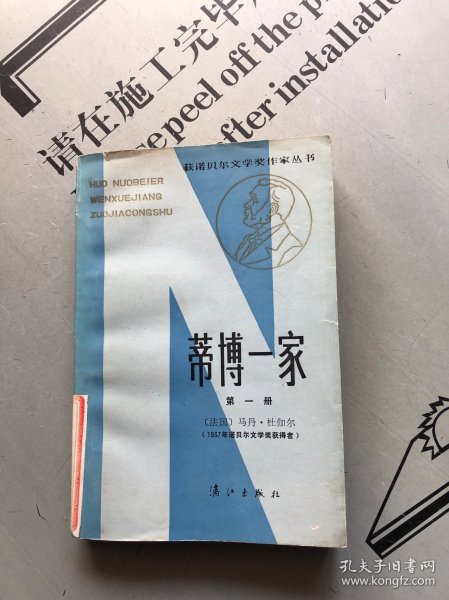 请在施工完毕
peel off the p
after installatio
获诺贝尔文学奖作家丛书
HUO NUOBEIER
WENXUEJIANG
ZUOJIACONGSHU
蒂博一家
第一册
〔法国〕马丹·杜伽尔
(1937年诺贝尔文学奖获得者)
漓江出版社
孔夫子旧书网
www.kongfz.com